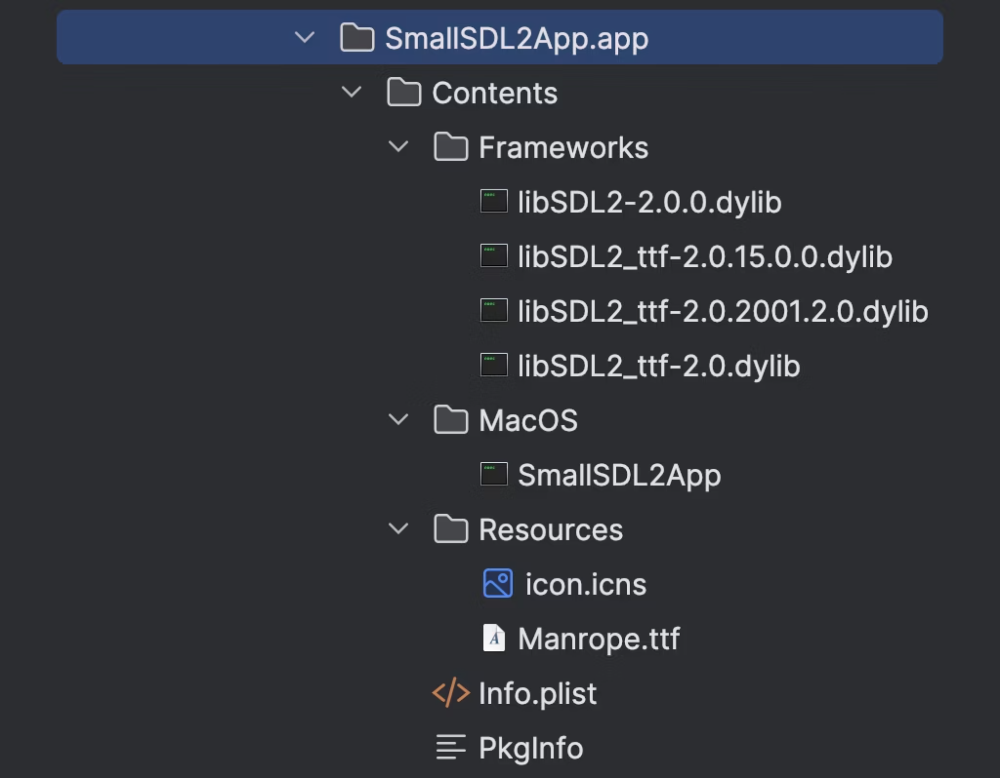 SmallSDL2App.app
Contents
Frameworks
libSDL2-2.0.0.dylib
libSDL2_ttf-2.0.15.0.0.dylib
libSDL2_ttf-2.0.2001.2.0.dylib
libSDL2_ttf-2.0.dylib
MacOS
SmallSDL2App
Resources
icon.icns
Manrope.ttf
Info.plist
PkgInfo